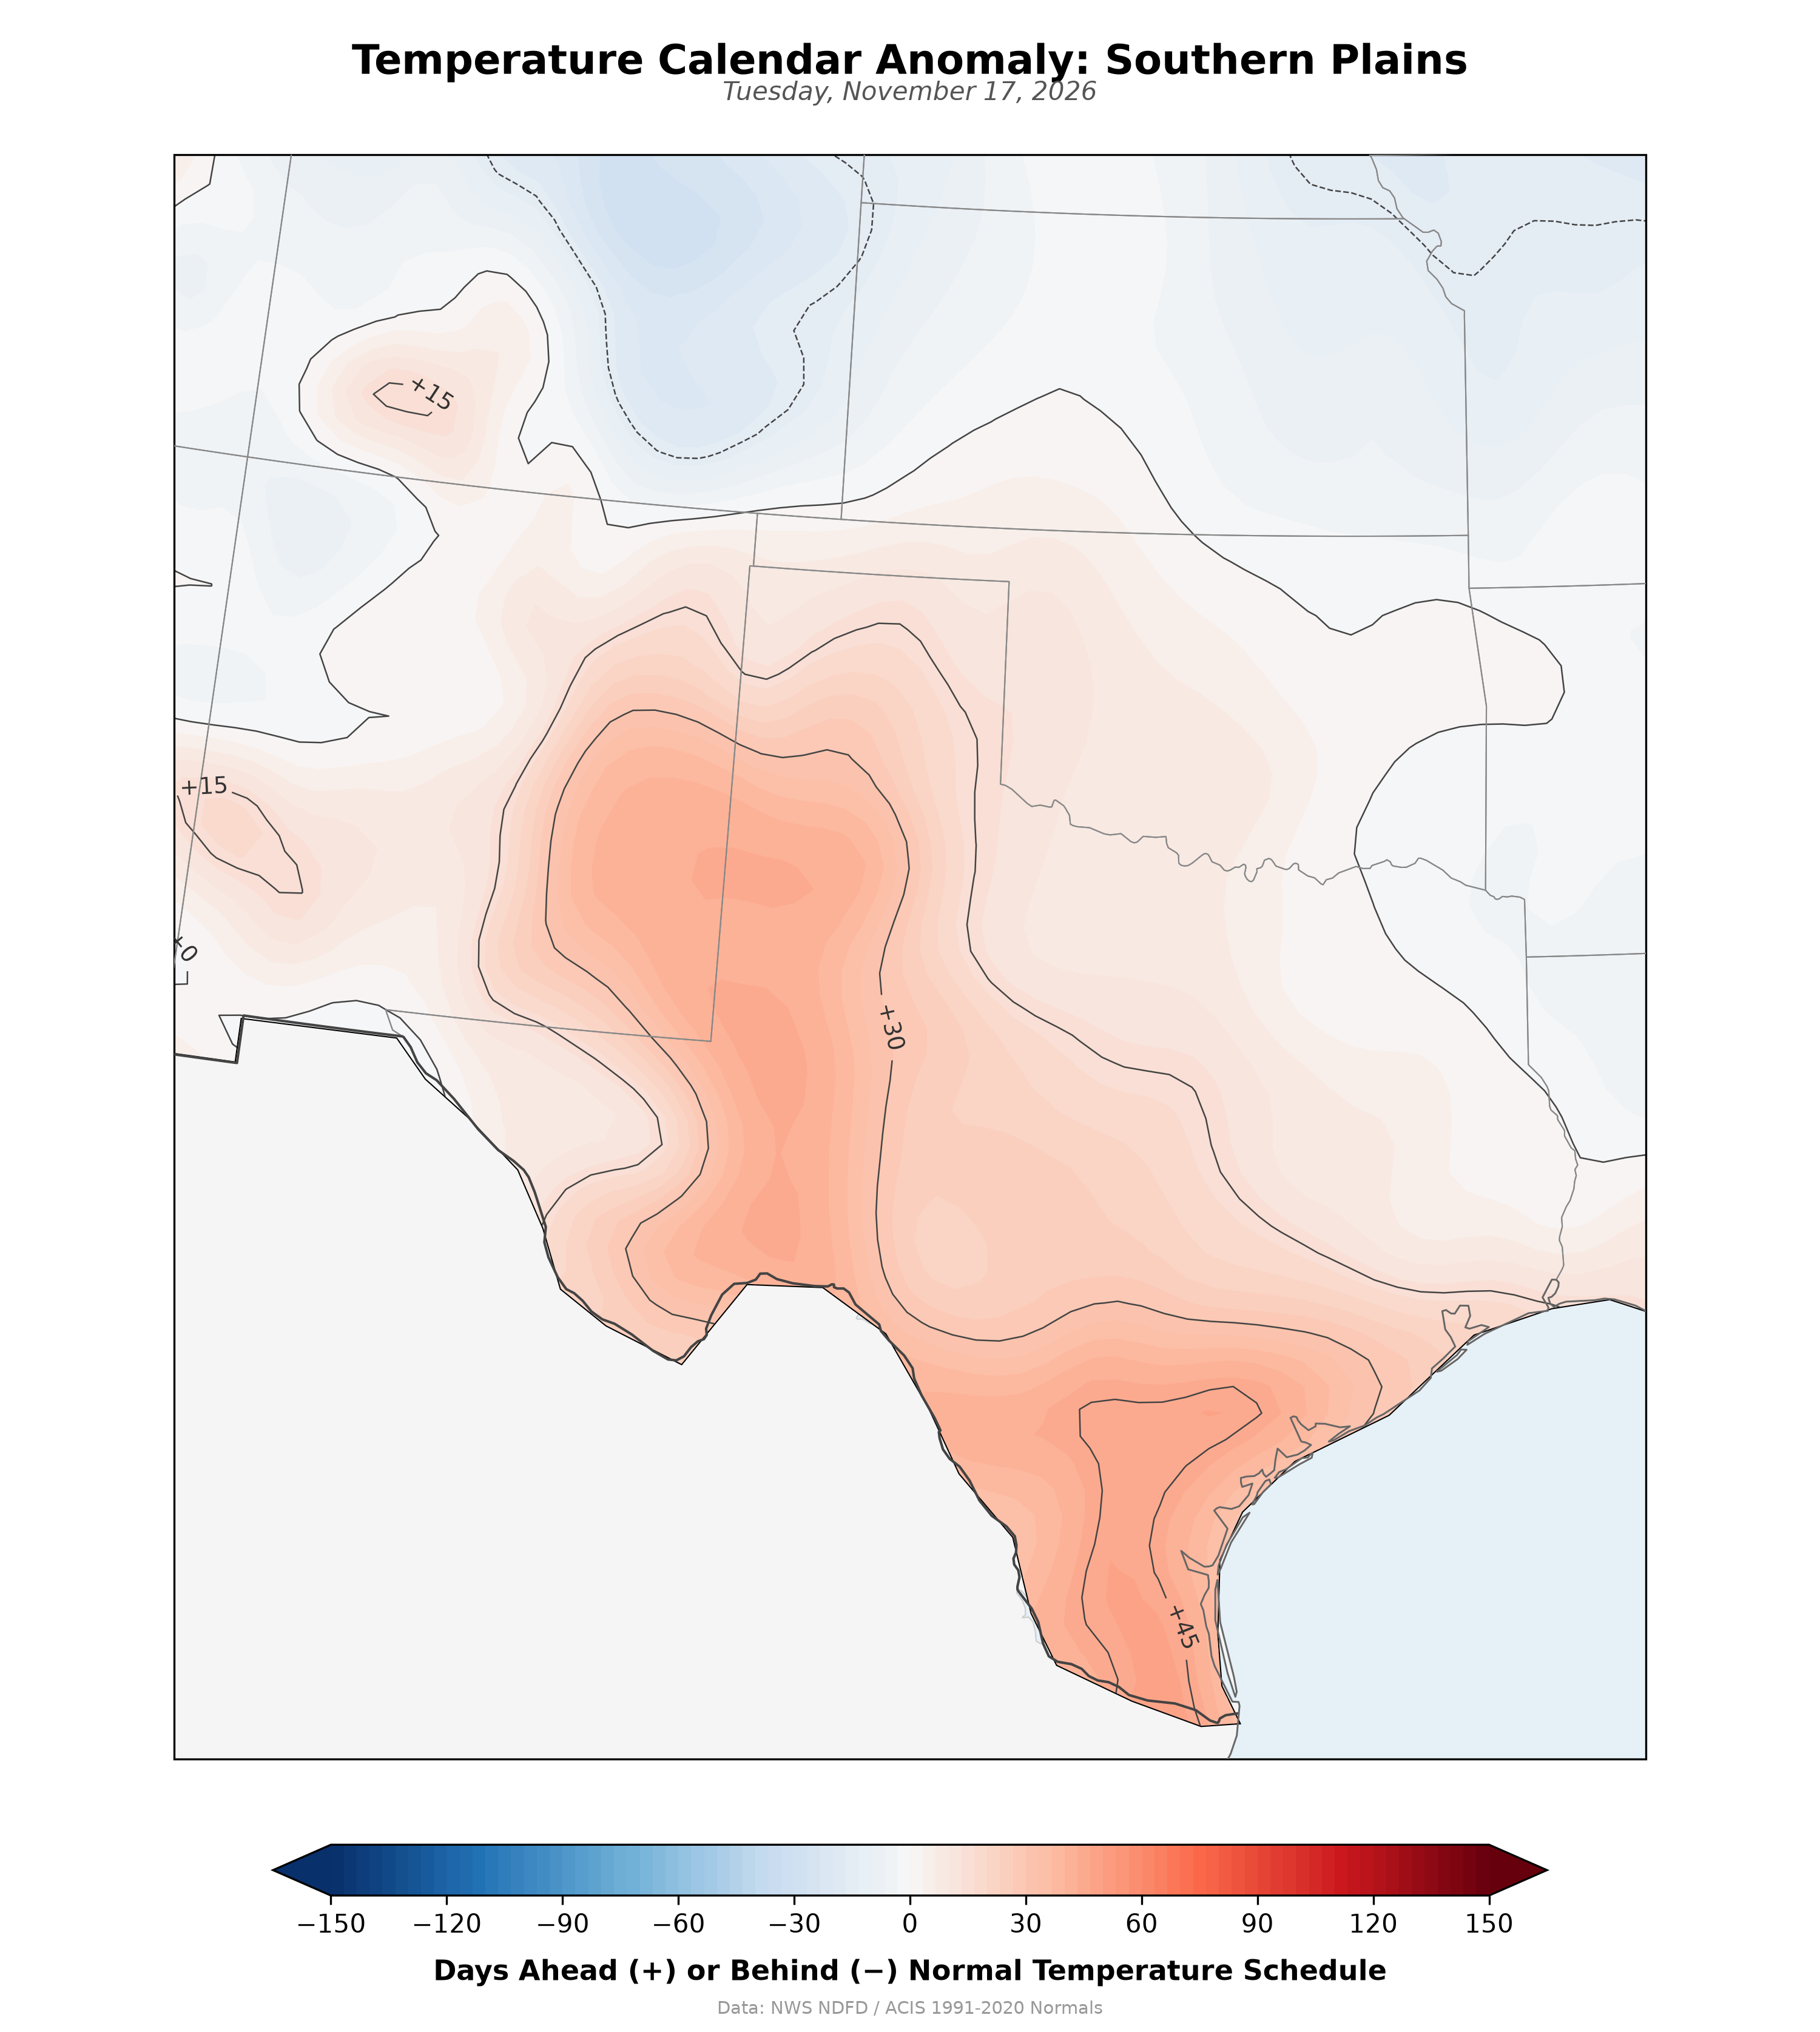 Temperature Calendar Anomaly: Southern Plains
Tuesday, November 17, 2026
+15
+15
+0
+30
+45
−150 −120 −90 −60 −30 0 30 60 90 120 150
Days Ahead (+) or Behind (−) Normal Temperature Schedule
Data: NWS NDFD / ACIS 1991-2020 Normals